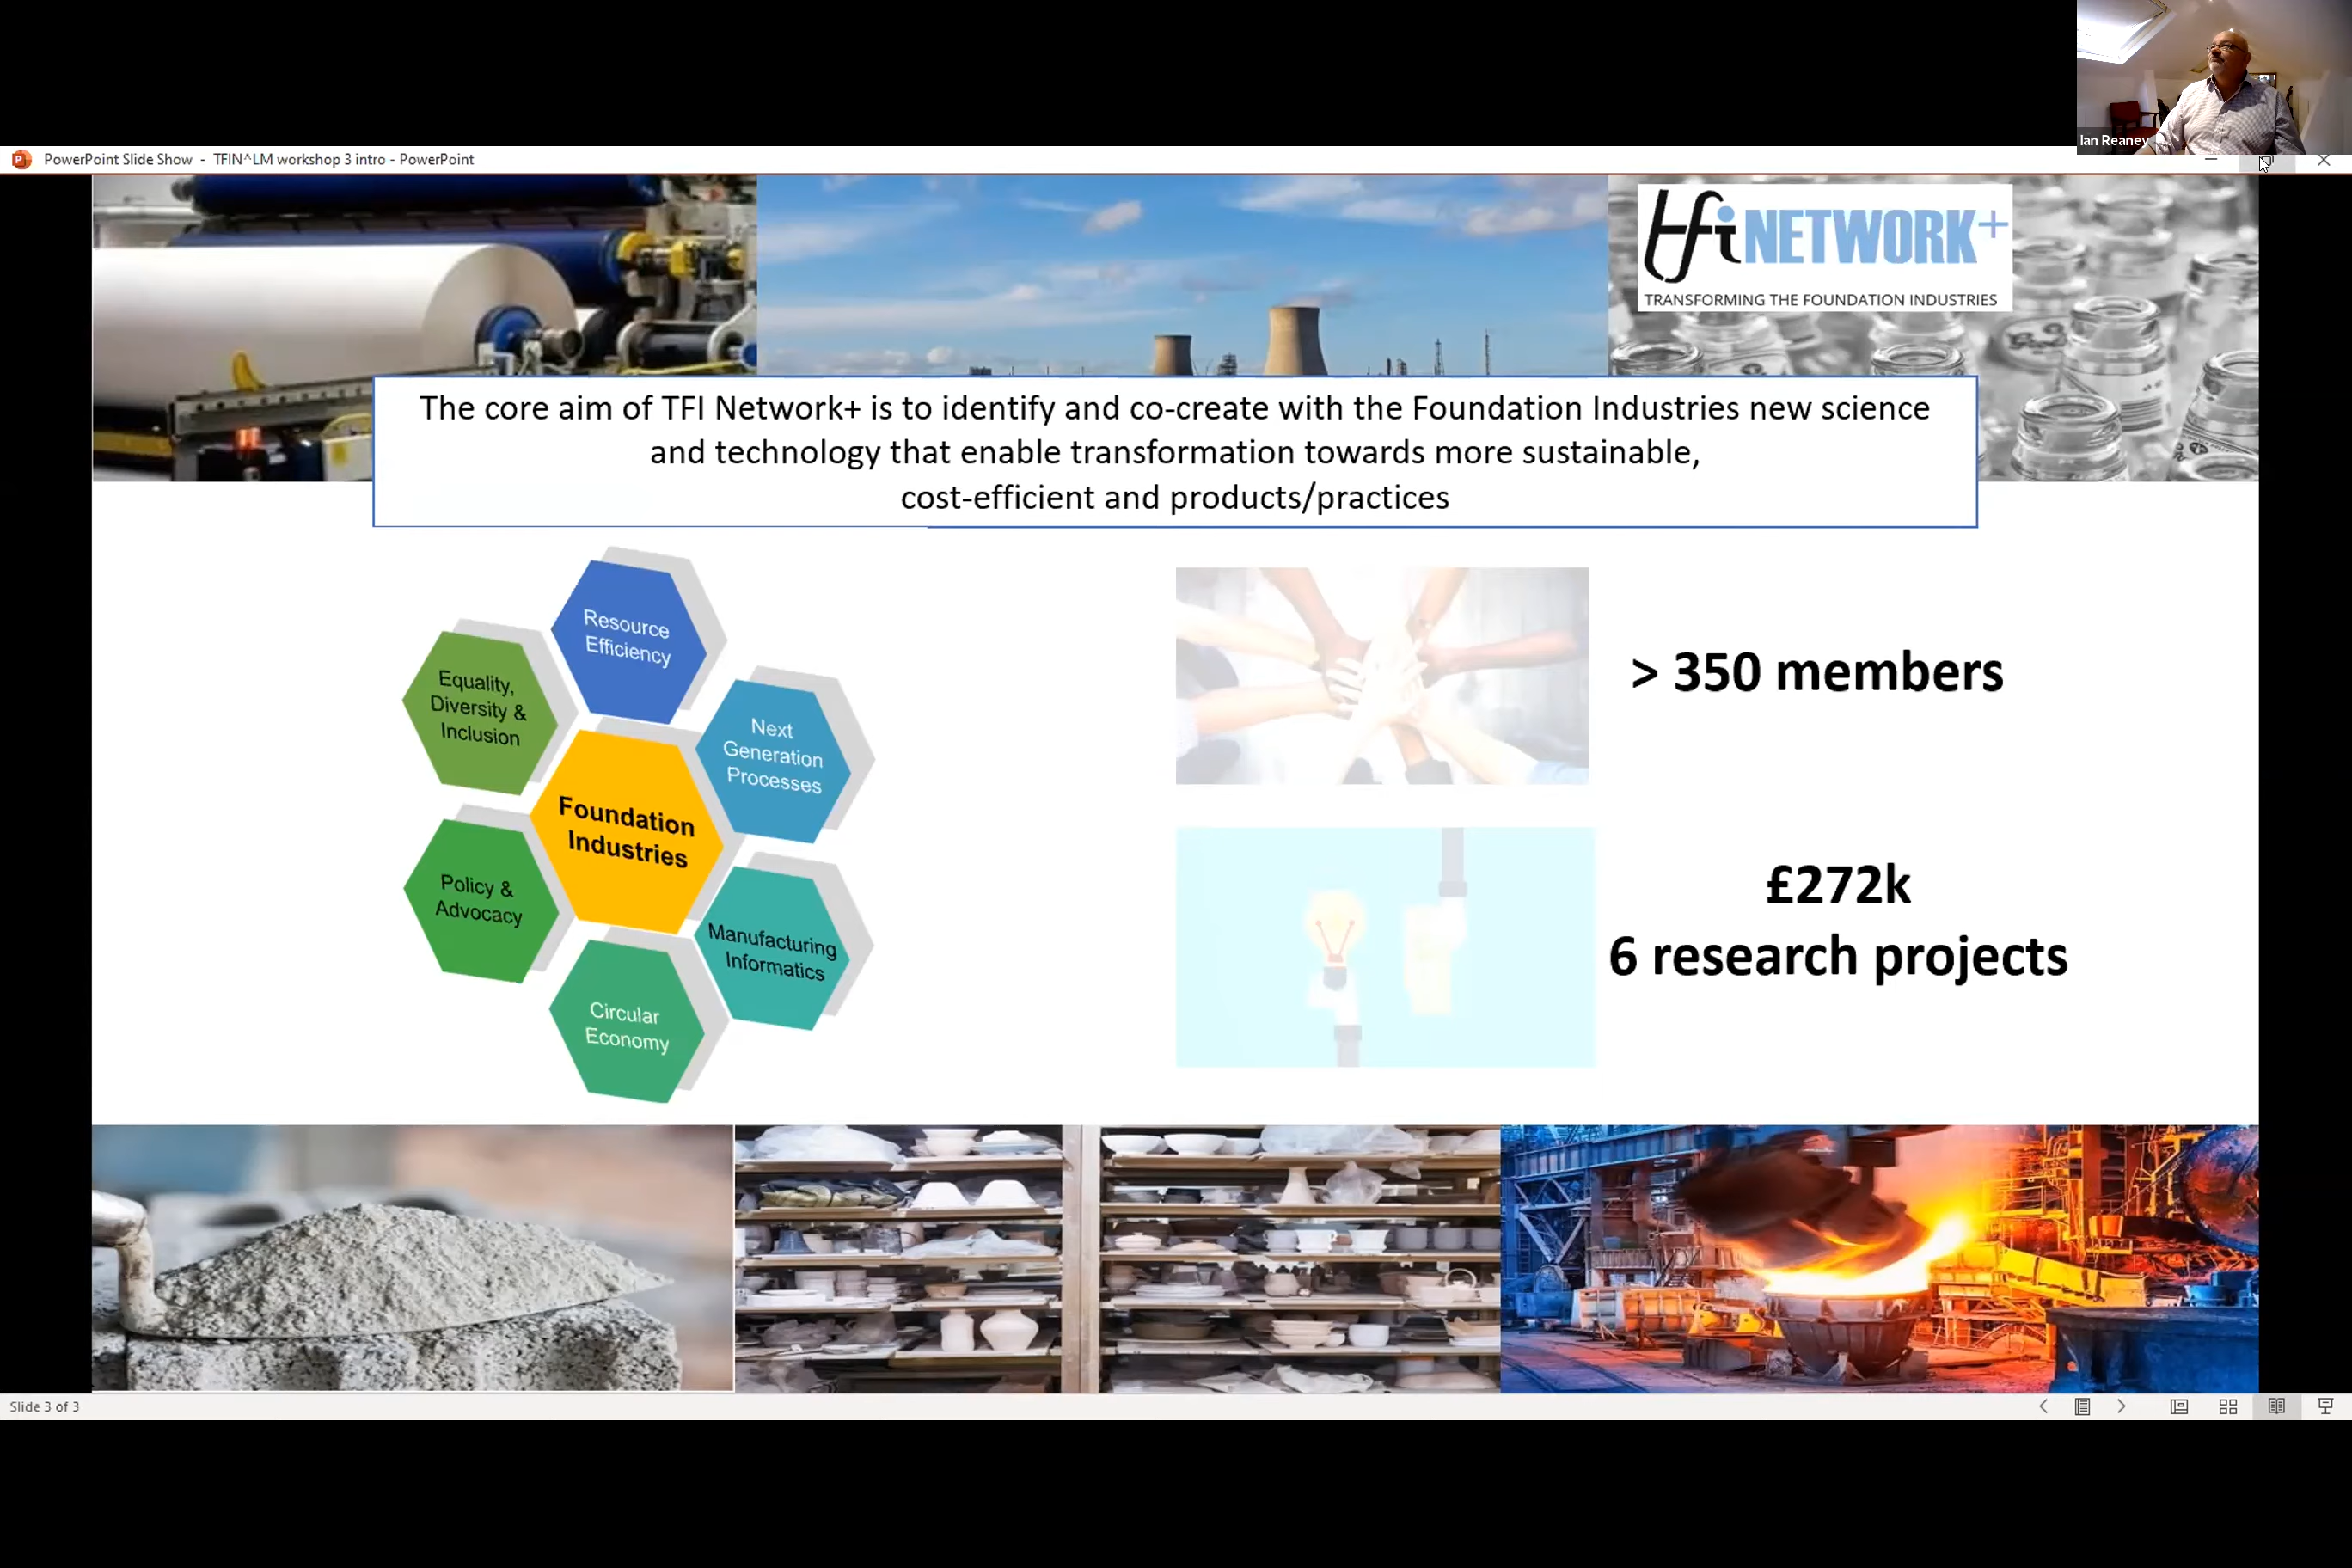 Ian Reaney
PowerPoint Slide Show - TFIN^LM workshop 3 intro - PowerPoint
tfi NETWORK+
TRANSFORMING THE FOUNDATION INDUSTRIES
The core aim of TFI Network+ is to identify and co-create with the Foundation Industries new science
and technology that enable transformation towards more sustainable,
cost-efficient and products/practices
Resource
Efficiency
Equality,
Diversity &
Inclusion
Next
Generation
Processes
Foundation
Industries
Policy &
Advocacy
Manufacturing
Informatics
Circular
Economy
> 350 members
£272k
6 research projects
Slide 3 of 3